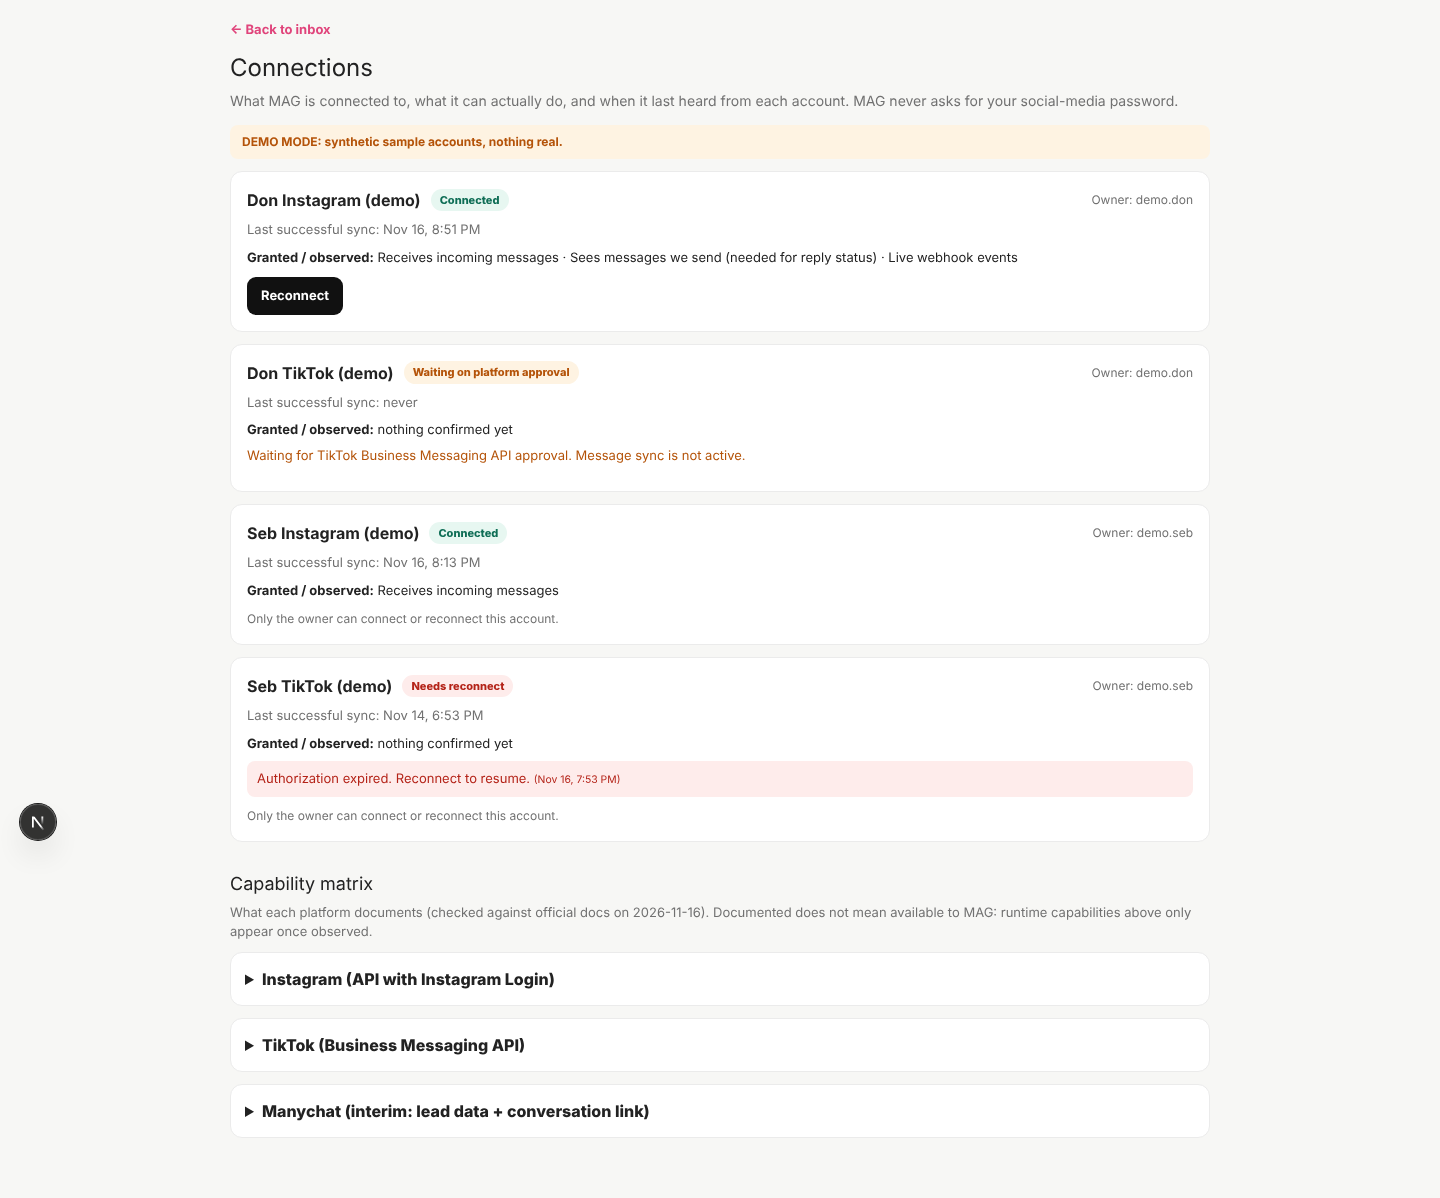 ← Back to inbox
Connections
What MAG is connected to, what it can actually do, and when it last heard from each account. MAG never asks for your social-media password.
DEMO MODE: synthetic sample accounts, nothing real.
Don Instagram (demo) Connected Owner: demo.don
Last successful sync: Nov 16, 8:51 PM
Granted / observed: Receives incoming messages · Sees messages we send (needed for reply status) · Live webhook events
Reconnect
Don TikTok (demo) Waiting on platform approval Owner: demo.don
Last successful sync: never
Granted / observed: nothing confirmed yet
Waiting for TikTok Business Messaging API approval. Message sync is not active.
Seb Instagram (demo) Connected Owner: demo.seb
Last successful sync: Nov 16, 8:13 PM
Granted / observed: Receives incoming messages
Only the owner can connect or reconnect this account.
Seb TikTok (demo) Needs reconnect Owner: demo.seb
Last successful sync: Nov 14, 6:53 PM
Granted / observed: nothing confirmed yet
Authorization expired. Reconnect to resume. (Nov 16, 7:53 PM)
Only the owner can connect or reconnect this account.
N
Capability matrix
What each platform documents (checked against official docs on 2026-11-16). Documented does not mean available to MAG: runtime capabilities above only
appear once observed.
▶ Instagram (API with Instagram Login)
▶ TikTok (Business Messaging API)
▶ Manychat (interim: lead data + conversation link)